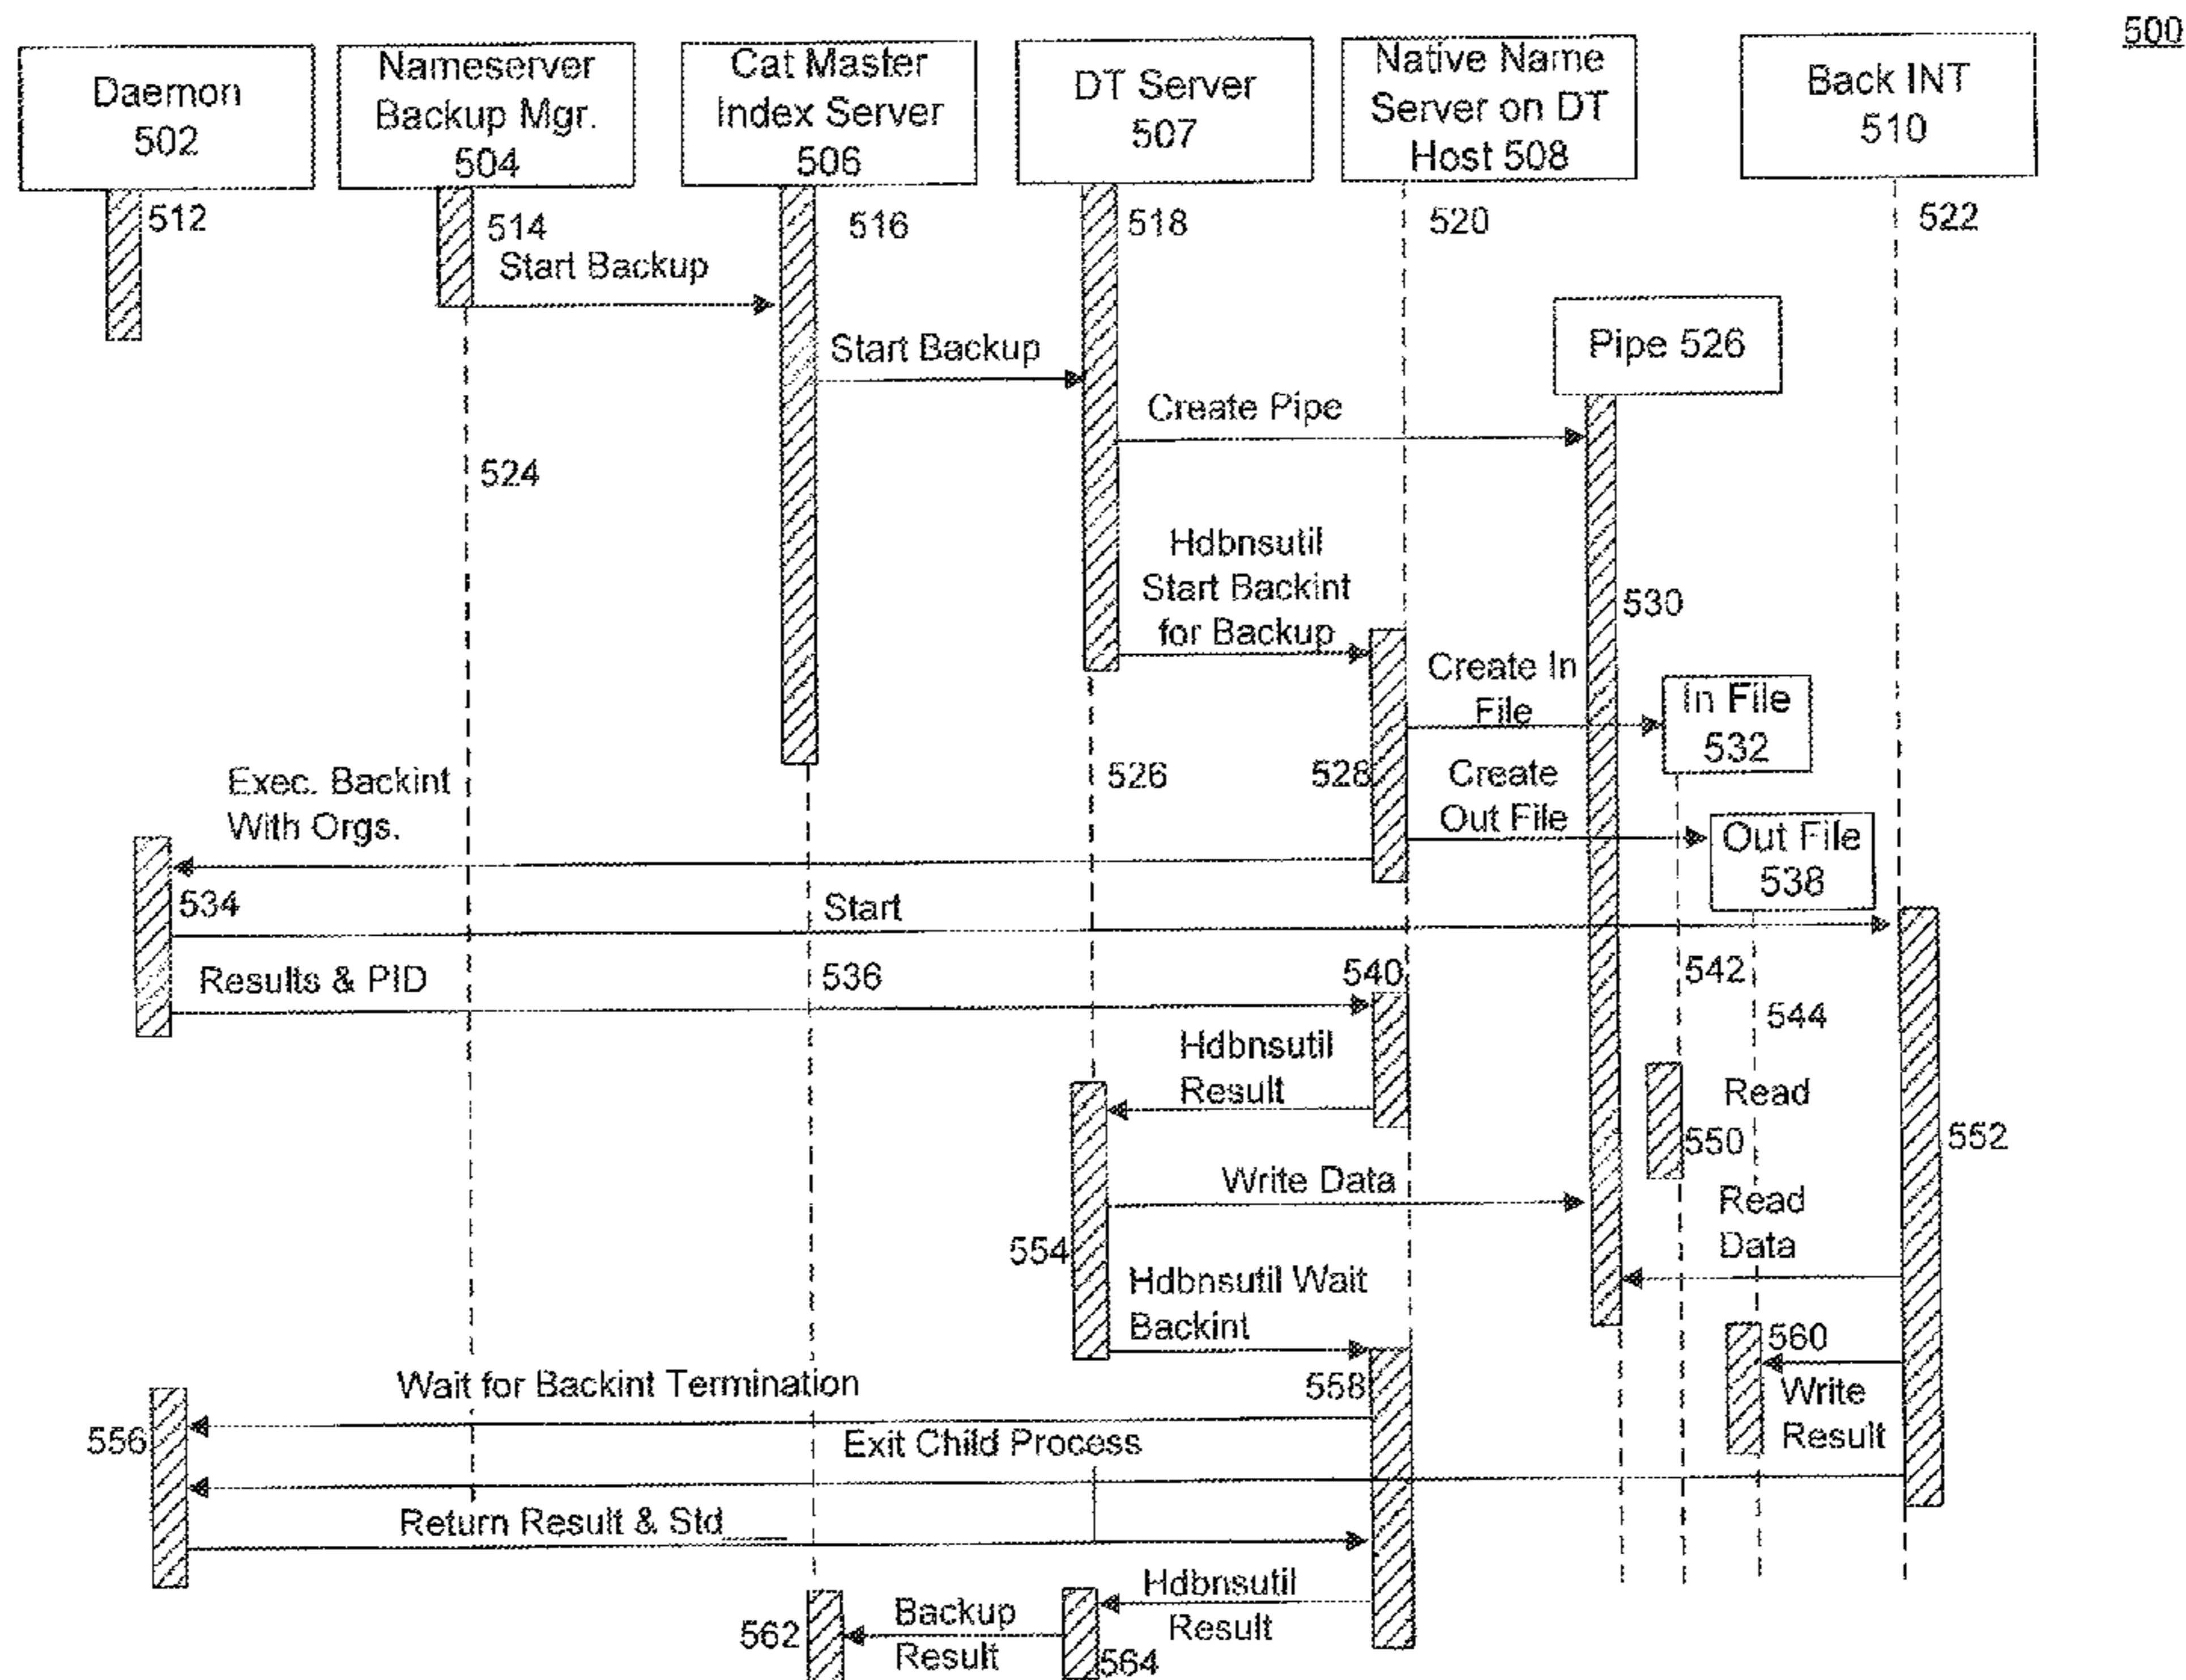 500
Daemon
502
Nameserver
Backup Mgr.
504
Cat Master
Index Server
506
DT Server
507
Native Name
Server on DT
Host 508
Back INT
510
512
514
516
518
520
522
Start Backup
Pipe 526
Start Backup
Create Pipe
524
Hdbnsutil
Start Backint
for Backup
530
Create In
File
In File
532
526
528
Exec. Backint
With Orgs.
Create
Out File
Out File
538
534
Start
Results & PID
536
540
542
544
Hdbnsutil
Result
Read
550
552
Write Data
Read
Data
554
Hdbnsutil Wait
Backint
560
Write
Result
Wait for Backint Termination
558
556
Exit Child Process
Return Result & Std
Hdbnsutil
Result
Backup
Result
562
564